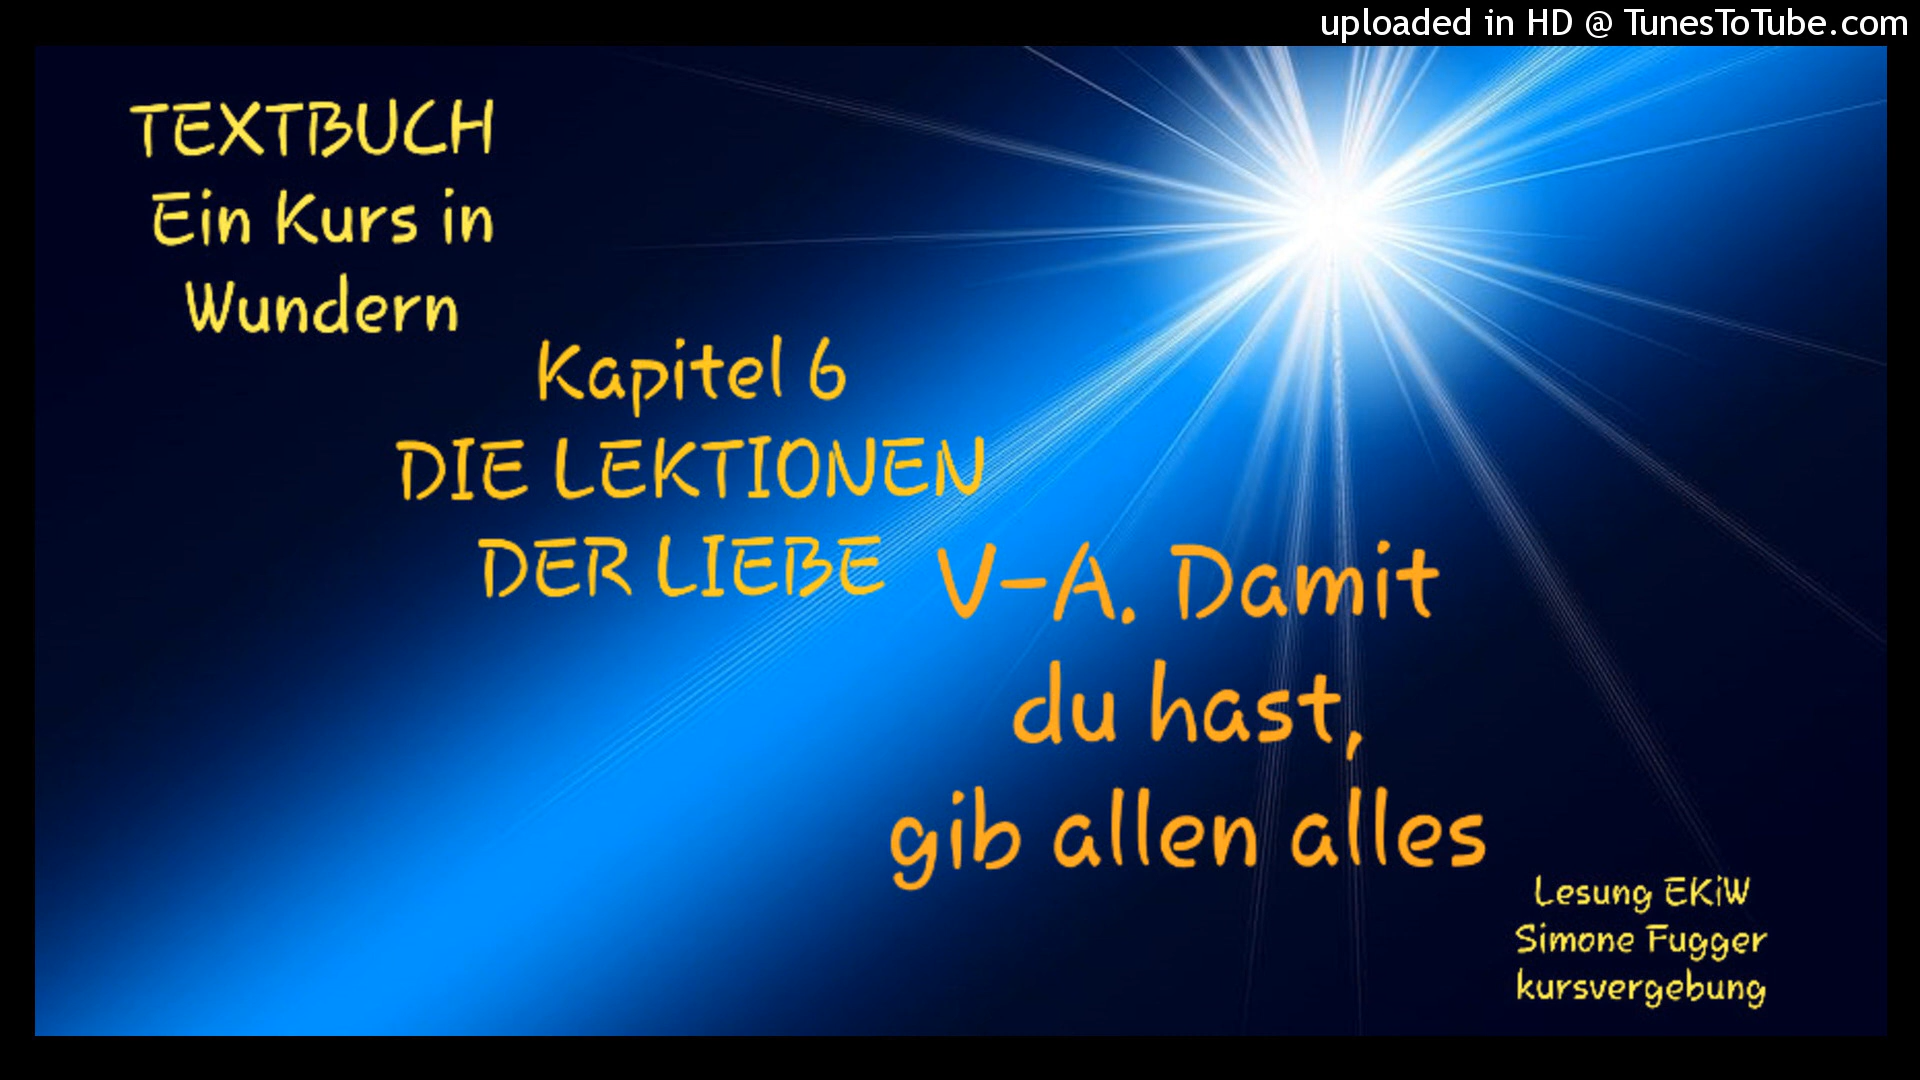 uploaded in HD @ TunesToTube.com
TEXTBUCH
Ein Kurs in
Wundern
Kapitel 6
DIE LEKTIONEN
DER LIEBE
V-A. Damit
du hast,
gib allen alles
Lesung EKiW
Simone Fugger
kursvergebung